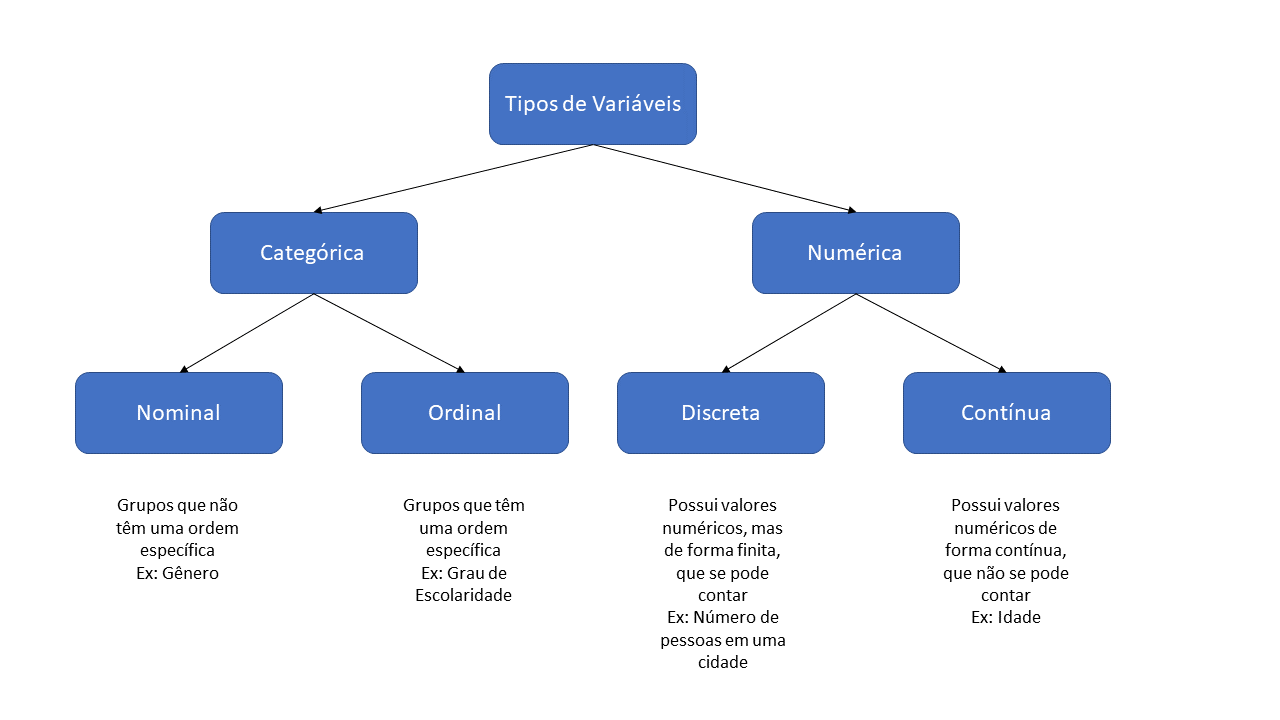 Tipos de Variáveis
Categórica
Numérica
Nominal
Ordinal
Discreta
Contínua
Grupos que não
têm uma ordem
específica
Ex: Gênero
Grupos que têm
uma ordem
específica
Ex: Grau de
Escolaridade
Possui valores
numéricos, mas
de forma finita,
que se pode
contar
Ex: Número de
pessoas em uma
cidade
Possui valores
numéricos de
forma contínua,
que não se pode
contar
Ex: Idade